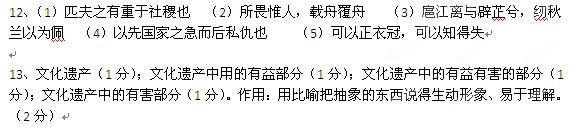 12、（1）匹夫之有重于社稷也 （2）所畏惟人，载舟覆舟 （3）扈江离与辟芷兮，纫秋
兰以为佩 （4）以先国家之急而后私仇也 （5）可以正衣冠，可以知得失
13、文化遗产（1分）；文化遗产中用的有益部分（1分）；文化遗产中的有益有害的部分（1
分）；文化遗产中的有害部分（1分）。作用：用比喻把抽象的东西说得生动形象、易于理解。
（2分）